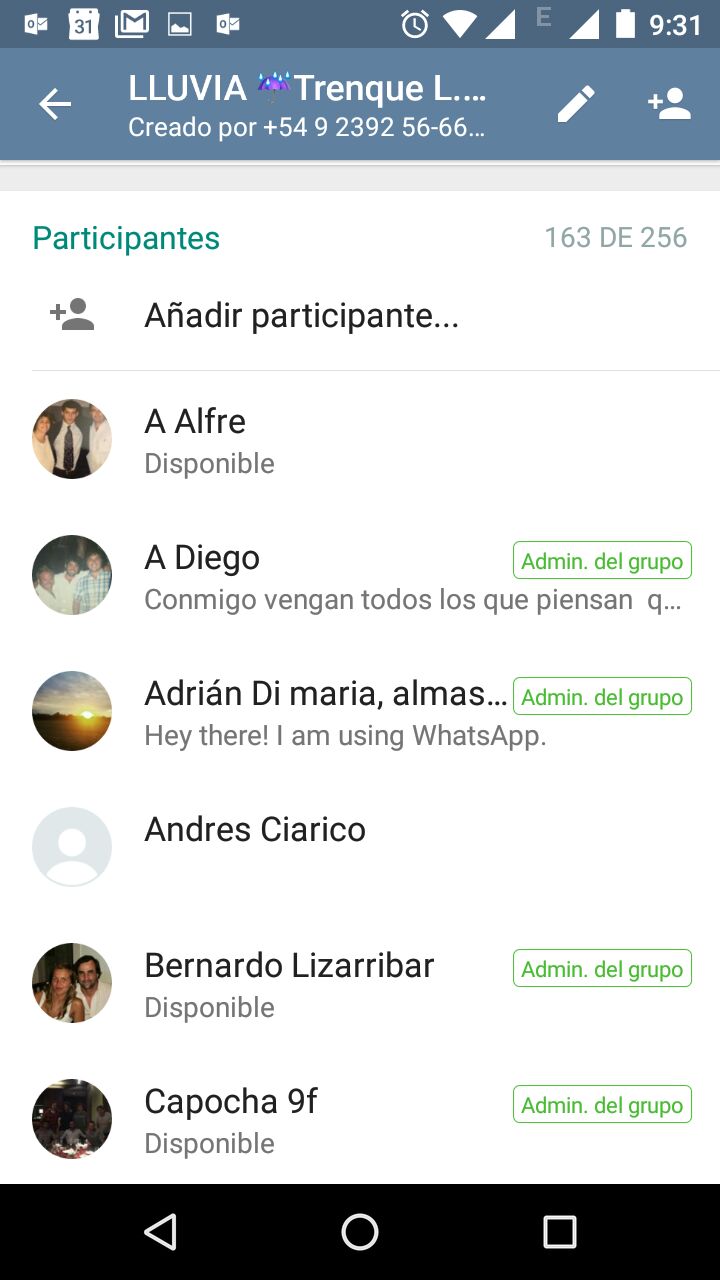 31
E
9:31
LLUVIA ☔Trenque L....
Creado por +54 9 2392 56-66...
Participantes
163 DE 256
Añadir participante...
A Alfre
Disponible
A Diego
Admin. del grupo
Conmigo vengan todos los que piensan q...
Adrián Di maria, almas...
Admin. del grupo
Hey there! I am using WhatsApp.
Andres Ciarico
Bernardo Lizarribar
Admin. del grupo
Disponible
Capocha 9f
Admin. del grupo
Disponible